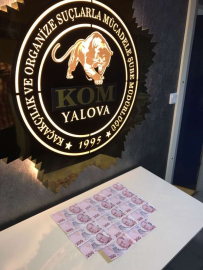 KAÇAKÇILIK VE ORGANİZE SUÇLARLA MÜCADELE ŞUBE MÜDÜRLÜĞÜ
KOM
YALOVA
1995